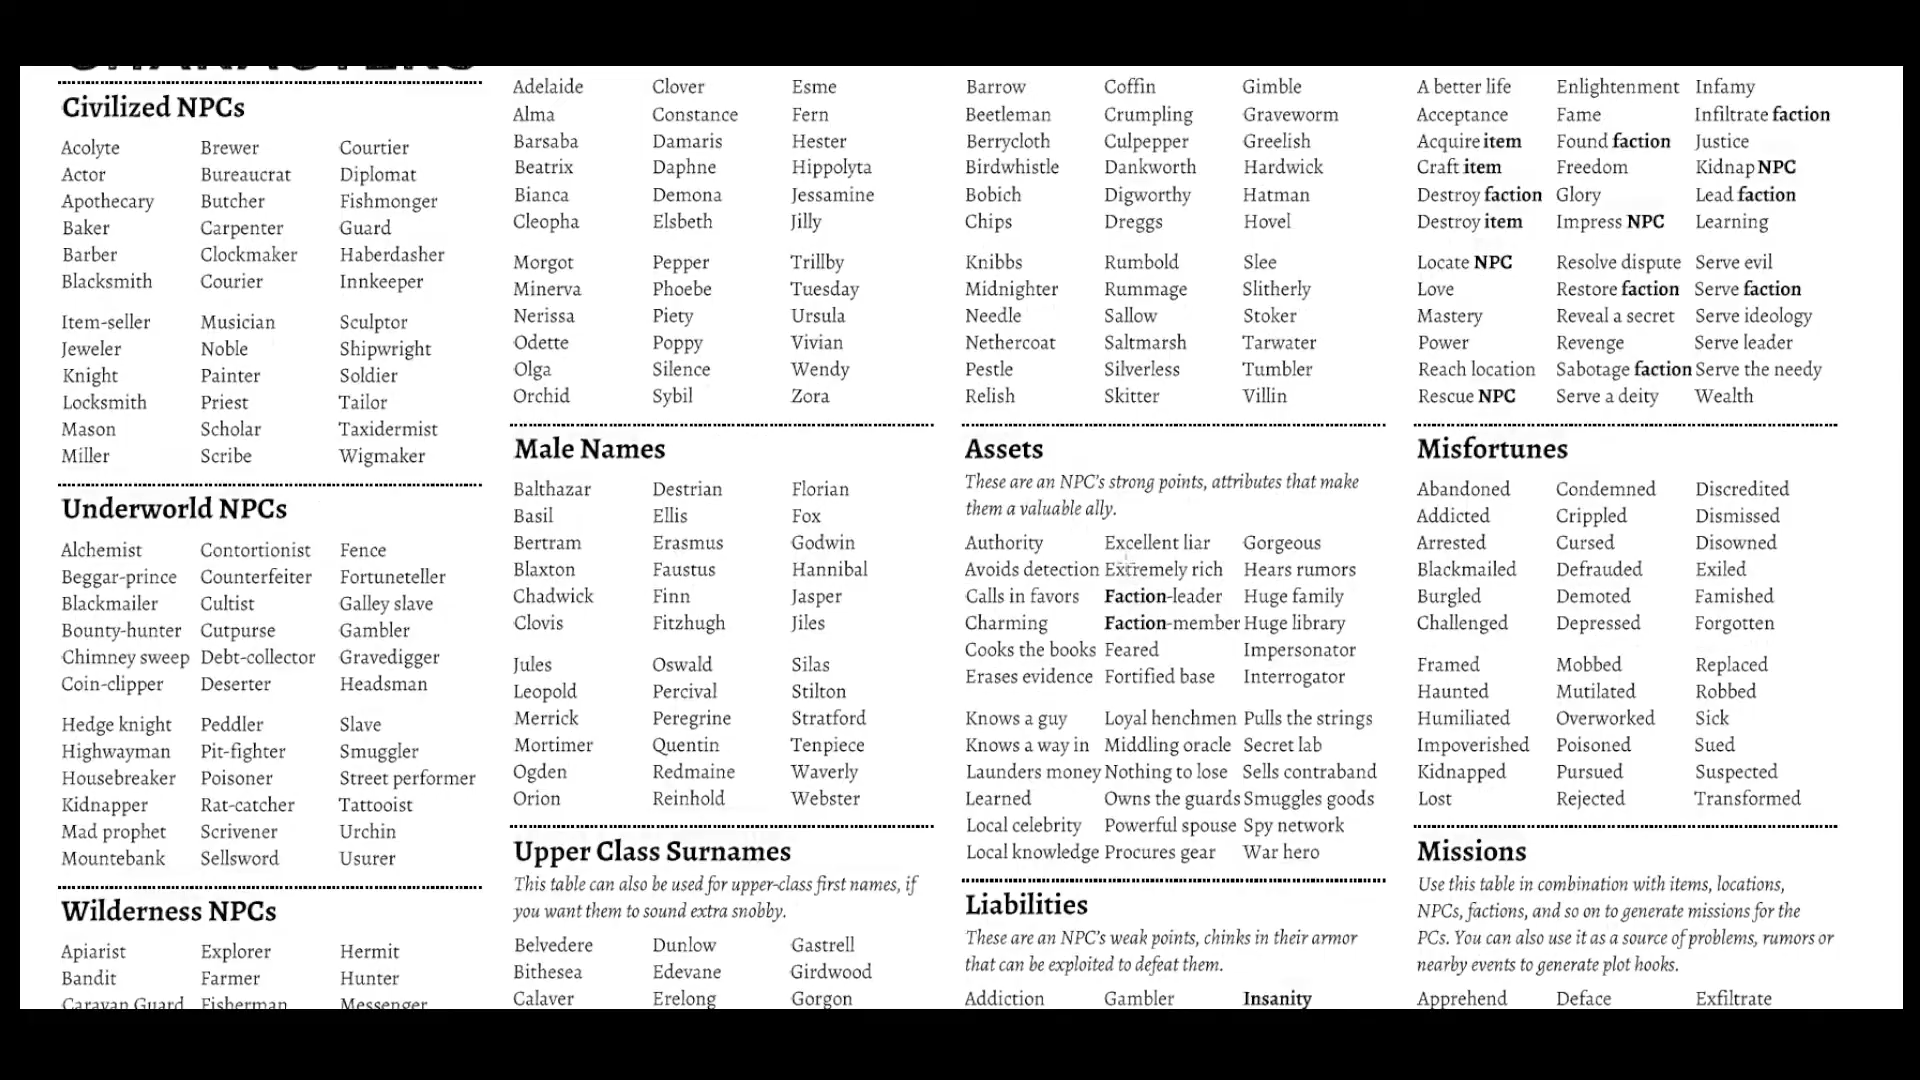 CHARACTERS
Civilized NPCs
Acolyte Brewer Courtier
Actor Bureaucrat Diplomat
Apothecary Butcher Fishmonger
Baker Carpenter Guard
Barber Clockmaker Haberdasher
Blacksmith Courier Innkeeper
Item-seller Musician Sculptor
Jeweler Noble Shipwright
Knight Painter Soldier
Locksmith Priest Tailor
Mason Scholar Taxidermist
Miller Scribe Wigmaker
Underworld NPCs
Alchemist Contortionist Fence
Beggar-prince Counterfeiter Fortuneteller
Blackmailer Cultist Galley slave
Bounty-hunter Cutpurse Gambler
Chimney sweep Debt-collector Gravedigger
Coin-clipper Deserter Headsman
Hedge knight Peddler Slave
Highwayman Pit-fighter Smuggler
Housebreaker Poisoner Street performer
Kidnapper Rat-catcher Tattooist
Mad prophet Scrivener Urchin
Mountebank Sellsword Usurer
Wilderness NPCs
Apiarist Explorer Hermit
Bandit Farmer Hunter
Caravan Guard Fisherman Messenger
Adelaide Clover Esme
Alma Constance Fern
Barsaba Damaris Hester
Beatrix Daphne Hippolyta
Bianca Demona Jessamine
Cleopha Elsbeth Jilly
Morgot Pepper Trillby
Minerva Phoebe Tuesday
Nerissa Piety Ursula
Odette Poppy Vivian
Olga Silence Wendy
Orchid Sybil Zora
Male Names
Balthazar Destrian Florian
Basil Ellis Fox
Bertram Erasmus Godwin
Blaxton Faustus Hannibal
Chadwick Finn Jasper
Clovis Fitzhugh Jiles
Jules Oswald Silas
Leopold Percival Stilton
Merrick Peregrine Stratford
Mortimer Quentin Tenpiece
Ogden Redmaine Waverly
Orion Reinhold Webster
Upper Class Surnames
This table can also be used for upper-class first names, if
you want them to sound extra snobby.
Belvedere Dunlow Gastrell
Bithesea Edevane Girdwood
Calaver Erelong Gorgon
Barrow Coffin Gimble
Beetleman Crumpling Graveworm
Berrycloth Culpepper Greelish
Birdwhistle Dankworth Hardwick
Bobich Digworthy Hatman
Chips Dreggs Hovel
Knibbs Rumbold Slee
Midnighter Rummage Slitherly
Needle Sallow Stoker
Nethercoat Saltmarsh Tarwater
Pestle Silverless Tumbler
Relish Skitter Villin
Assets
These are an NPC's strong points, attributes that make
them a valuable ally.
Authority Excellent liar Gorgeous
Avoids detection Extremely rich Hears rumors
Calls in favors Faction-leader Huge family
Charming Faction-member Huge library
Cooks the books Feared Impersonator
Erases evidence Fortified base Interrogator
Knows a guy Loyal henchmen Pulls the strings
Knows a way in Middling oracle Secret lab
Launders money Nothing to lose Sells contraband
Learned Owns the guards Smuggles goods
Local celebrity Powerful spouse Spy network
Local knowledge Procures gear War hero
Liabilities
These are an NPC's weak points, chinks in their armor
that can be exploited to defeat them.
Addiction Gambler Insanity
A better life Enlightenment Infamy
Acceptance Fame Infiltrate faction
Acquire item Found faction Justice
Craft item Freedom Kidnap NPC
Destroy faction Glory Lead faction
Destroy item Impress NPC Learning
Locate NPC Resolve dispute Serve evil
Love Restore faction Serve faction
Mastery Reveal a secret Serve ideology
Power Revenge Serve leader
Reach location Sabotage faction Serve the needy
Rescue NPC Serve a deity Wealth
Misfortunes
Abandoned Condemned Discredited
Addicted Crippled Dismissed
Arrested Cursed Disowned
Blackmailed Defrauded Exiled
Burgled Demoted Famished
Challenged Depressed Forgotten
Framed Mobbed Replaced
Haunted Mutilated Robbed
Humiliated Overworked Sick
Impoverished Poisoned Sued
Kidnapped Pursued Suspected
Lost Rejected Transformed
Missions
Use this table in combination with items, locations,
NPCs, factions, and so on to generate missions for the
PCs. You can also use it as a source of problems, rumors or
nearby events to generate plot hooks.
Apprehend Deface Exfiltrate